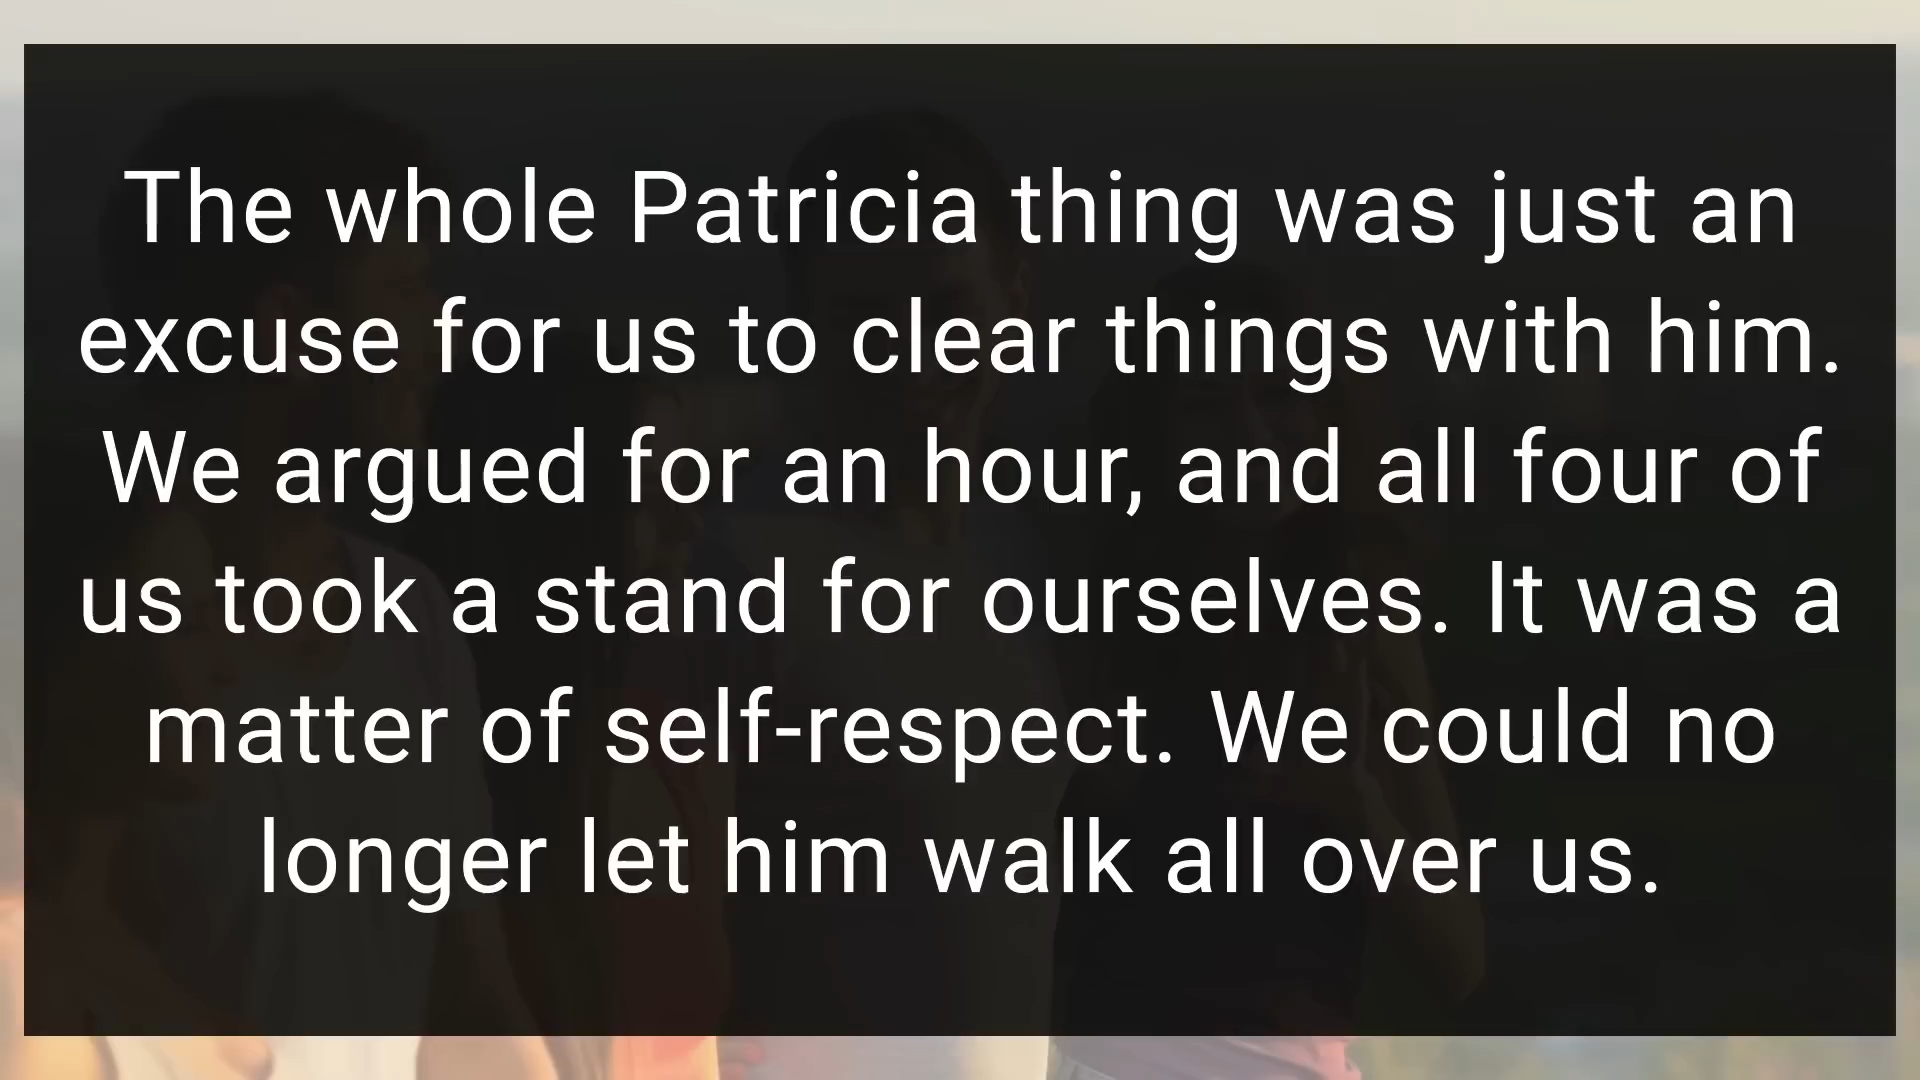 The whole Patricia thing was just an
excuse for us to clear things with him.
We argued for an hour, and all four of
us took a stand for ourselves. It was a
matter of self-respect. We could no
longer let him walk all over us.